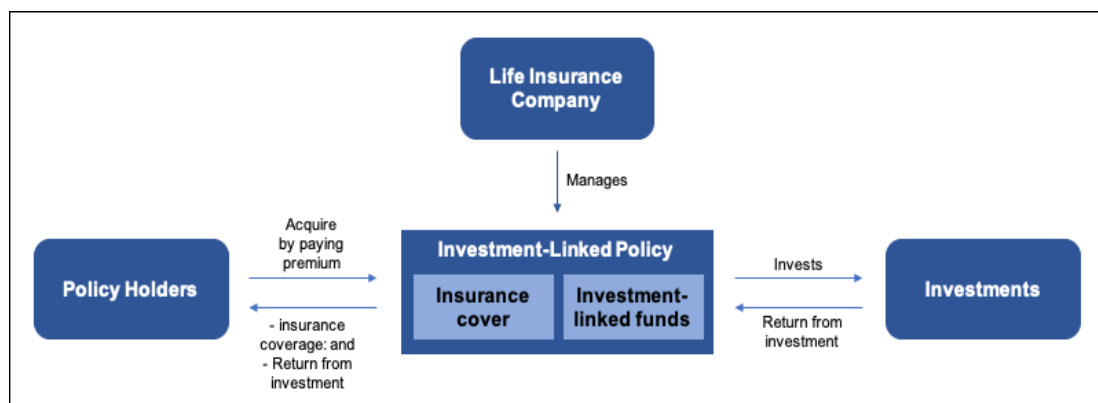 Life Insurance
Company
Manages
Acquire
by paying
premium
Policy Holders
- insurance
coverage: and
- Return from
investment
Investment-Linked Policy
Insurance
cover
Investment-
linked funds
Invests
Return from
investment
Investments